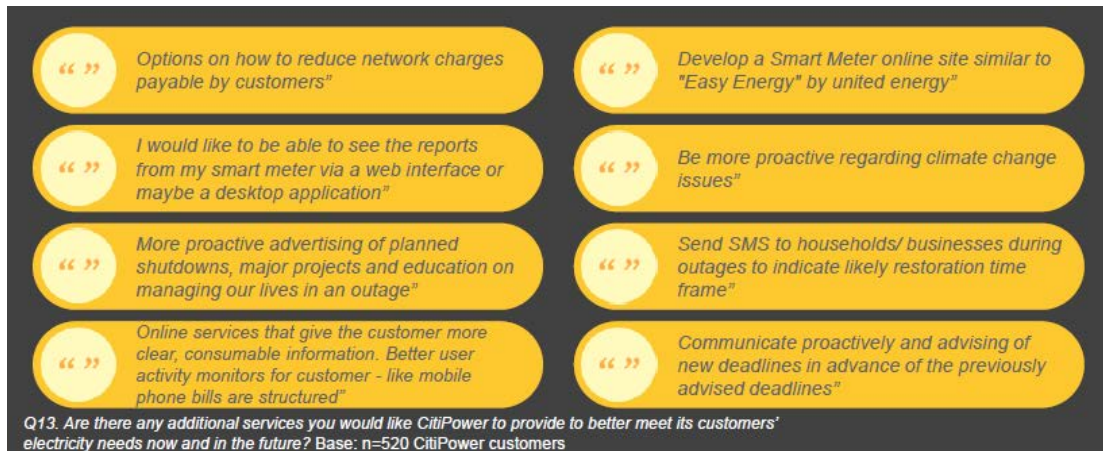 “ ”
Options on how to reduce network charges
payable by customers”
“ ”
Develop a Smart Meter online site similar to
"Easy Energy" by united energy”
“ ”
I would like to be able to see the reports
from my smart meter via a web interface or
maybe a desktop application”
“ ”
Be more proactive regarding climate change
issues”
“ ”
More proactive advertising of planned
shutdowns, major projects and education on
managing our lives in an outage”
“ ”
Send SMS to households/ businesses during
outages to indicate likely restoration time
frame”
“ ”
Online services that give the customer more
clear, consumable information. Better user
activity monitors for customer - like mobile
phone bills are structured”
“ ”
Communicate proactively and advising of
new deadlines in advance of the previously
advised deadlines”
Q13. Are there any additional services you would like CitiPower to provide to better meet its customers’
electricity needs now and in the future? Base: n=520 CitiPower customers